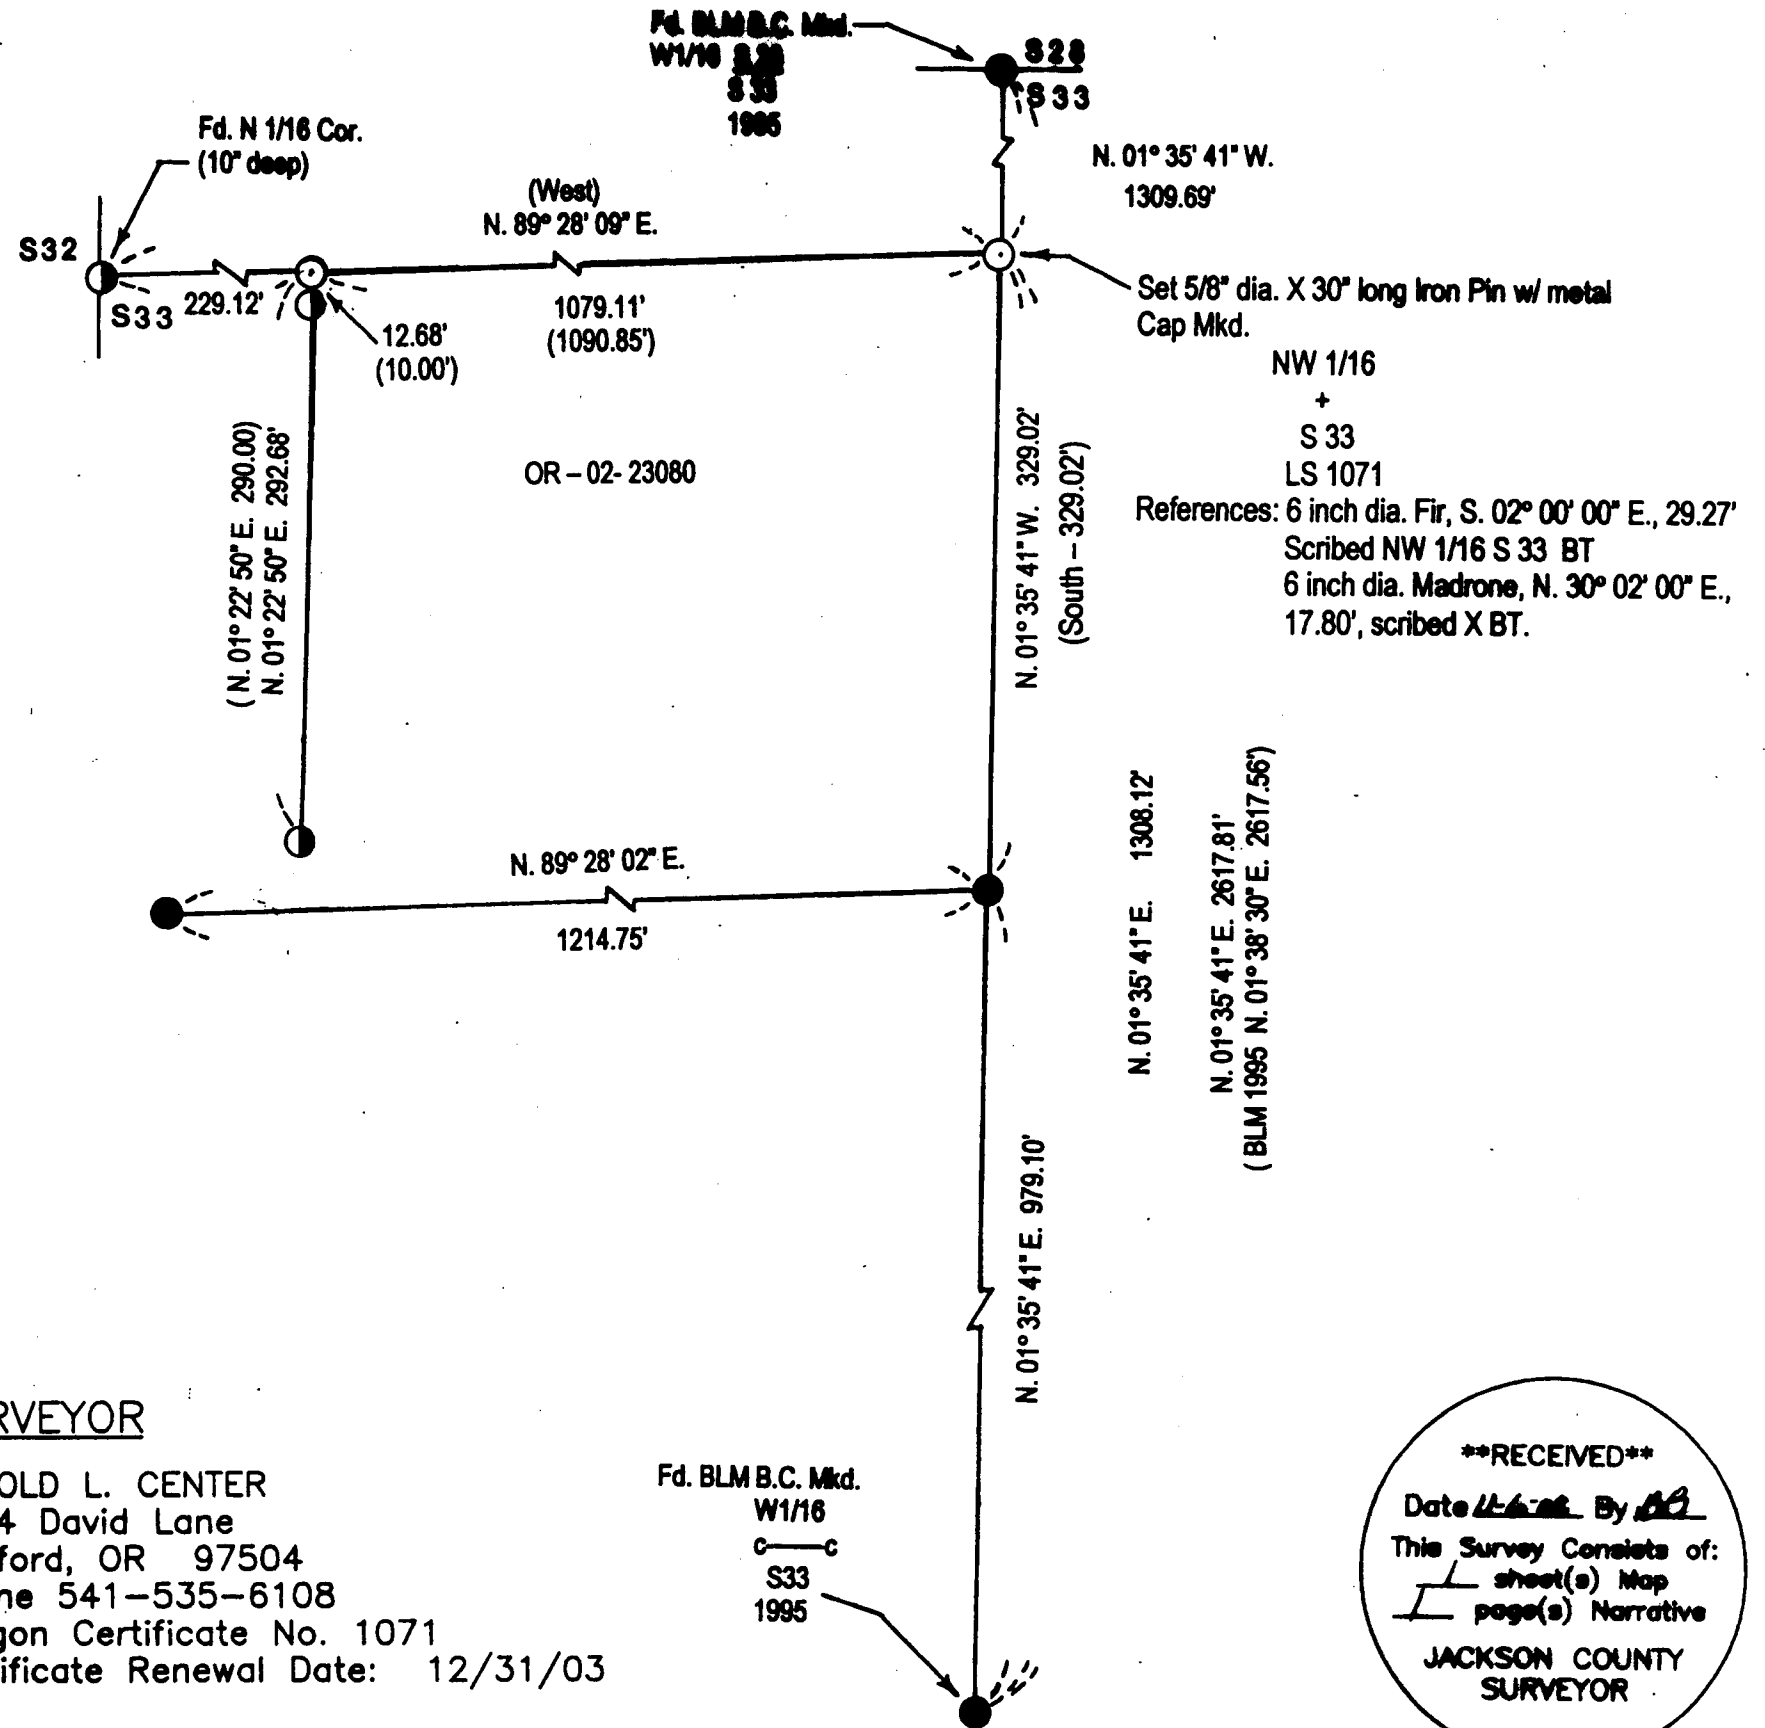 Fd. BLM B.C. Mkd.
W1/16 S 28
S 33
1995
S28
S33
Fd. N 1/16 Cor.
(10" deep)
N. 01° 35' 41" W.
1309.69'
(West)
N. 89° 28' 09" E.
S32
S33
229.12'
12.68'
(10.00')
1079.11'
(1090.85')
Set 5/8" dia. X 30" long Iron Pin w/ metal
Cap Mkd.
NW 1/16
+
S 33
LS 1071
References: 6 inch dia. Fir, S. 02° 00' 00" E., 29.27'
Scribed NW 1/16 S 33 BT
6 inch dia. Madrone, N. 30° 02' 00" E.,
17.80', scribed X BT.
OR – 02- 23080
( N. 01° 22' 50" E. 290.00)
N. 01° 22' 50" E. 292.68'
N. 01° 35' 41" W. 329.02'
(South – 329.02')
N. 89° 28' 02" E.
1214.75'
N. 01° 35' 41" E. 1308.12'
N. 01° 35' 41" E. 2617.81'
( BLM 1995 N. 01° 38' 30" E. 2617.56')
N. 01° 35' 41" E. 979.10'
RVEYOR
OLD L. CENTER
4 David Lane
ford, OR 97504
ne 541-535-6108
gon Certificate No. 1071
ificate Renewal Date: 12/31/03
Fd. BLM B.C. Mkd.
W1/16
C—C
S33
1995
**RECEIVED**
Date By
This Survey Consists of:
sheet(s) Map
page(s) Narrative
JACKSON COUNTY
SURVEYOR